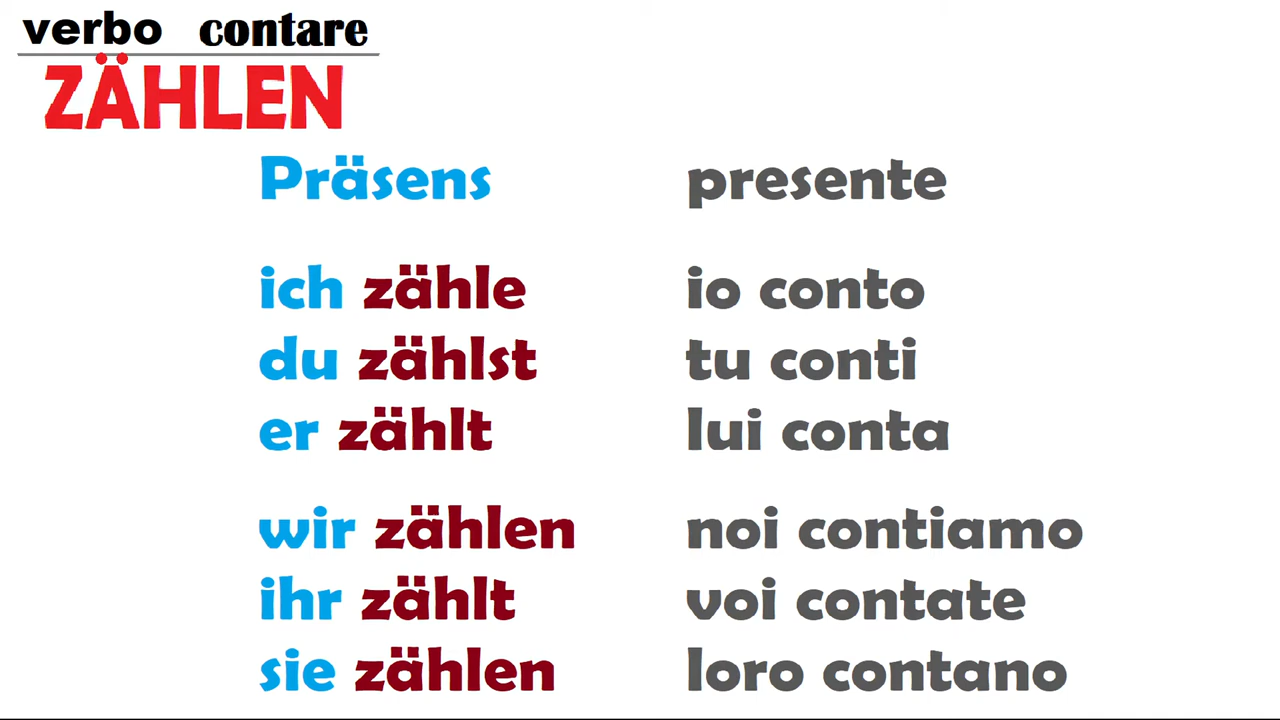 verbo contare
ZÄHLEN
Präsens presente
ich zähle io conto
du zählst tu conti
er zählt lui conta
wir zählen noi contiamo
ihr zählt voi contate
sie zählen loro contano